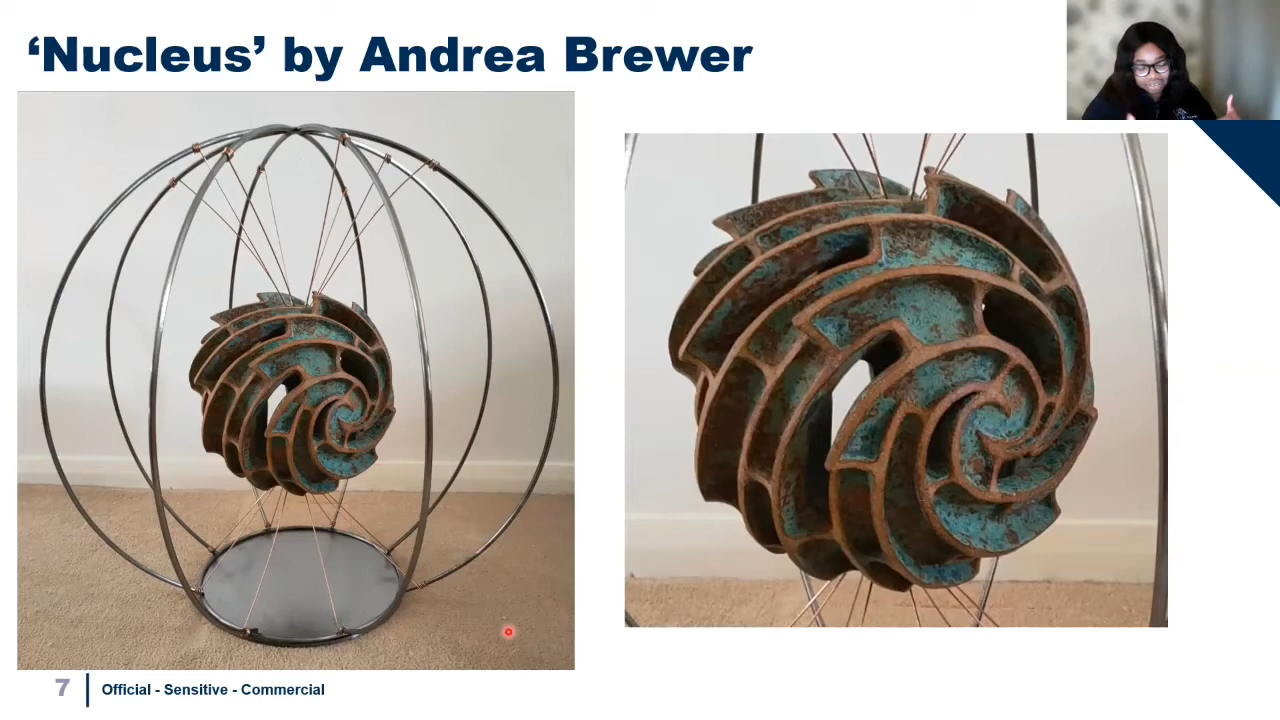 ‘Nucleus’ by Andrea Brewer
7
Official - Sensitive - Commercial